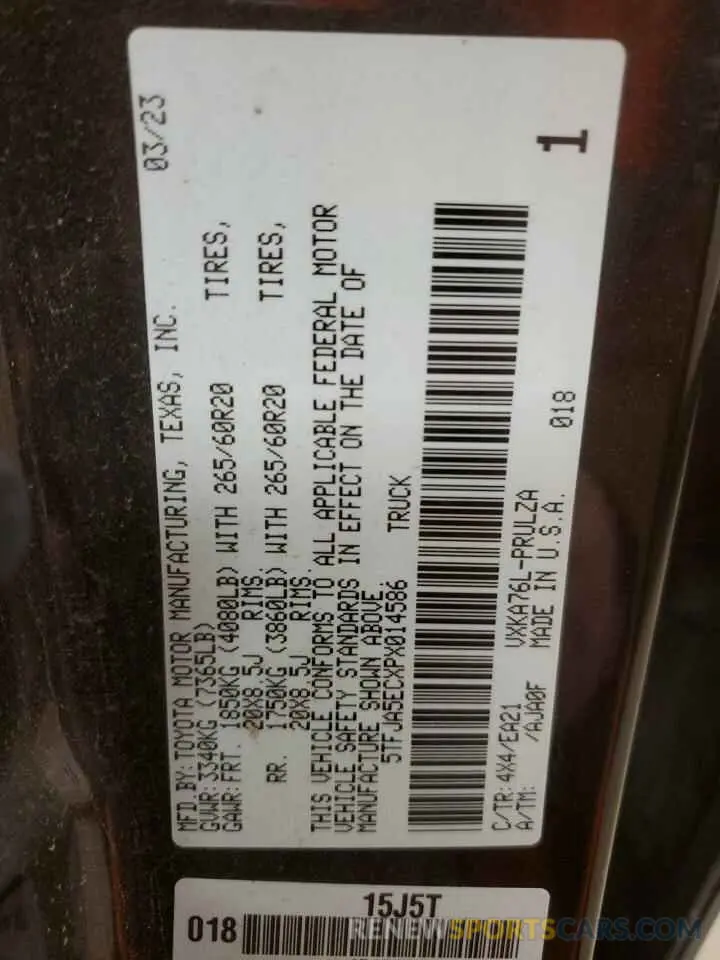 MFD.BY:TOYOTA MOTOR MANUFACTURING, TEXAS, INC. 03/23
GVWR:3340KG (7365LB)
GAWR:FRT. 1850KG (4080LB) WITH 265/60R20 TIRES,
20X8.5J RIMS.
RR. 1750KG (3860LB) WITH 265/60R20 TIRES,
20X8.5J RIMS.
THIS VEHICLE CONFORMS TO ALL APPLICABLE FEDERAL MOTOR
VEHICLE SAFETY STANDARDS IN EFFECT ON THE DATE OF
MANUFACTURE SHOWN ABOVE.
5TFJA5ECXPX014586 TRUCK
C/TR:4X4/EA21 VXKA76L-PRULZA 018
A/TM: /AJA0F MADE IN U.S.A.
1
15J5T
018
RENEWSPORTSCARS.COM